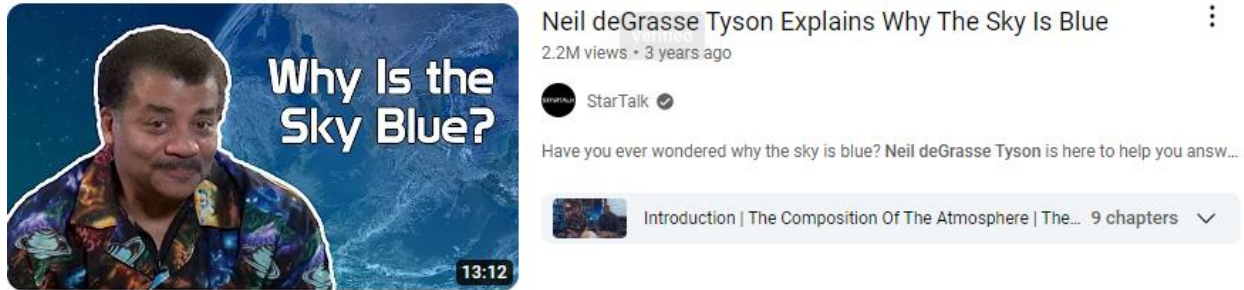 Why Is the
Sky Blue?
13:12
Neil deGrasse Tyson Explains Why The Sky Is Blue
Verified
2.2M views • 3 years ago
STARTALK
StarTalk
Have you ever wondered why the sky is blue? Neil deGrasse Tyson is here to help you answ...
Introduction | The Composition Of The Atmosphere | The... 9 chapters